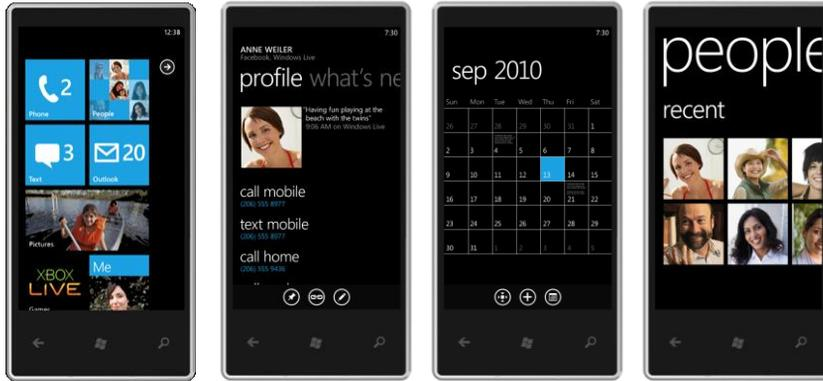 12:38
2
Phone
People
3
Text
20
Outlook
Pictures
XBOX
LIVE
Me
Games
7:30
ANNE WEILER
Facebook, Windows Live
profile what's ne
"Having fun playing at the
beach with the twins"
9:06 AM on Windows Live
call mobile
(206) 555 8977
text mobile
(206) 555 8977
call home
(206) 555 9436
7:30
sep 2010
Sun Mon Tue Wed Thu Fri Sat
26 27 28 29 30 31 1
2 3 4 5 6 7 8
9 10 11 12 13 14 15
16 17 18 19 20 21 22
23 24 25 26 27 28 29
30 31 1 2 3 4 5
people
recent